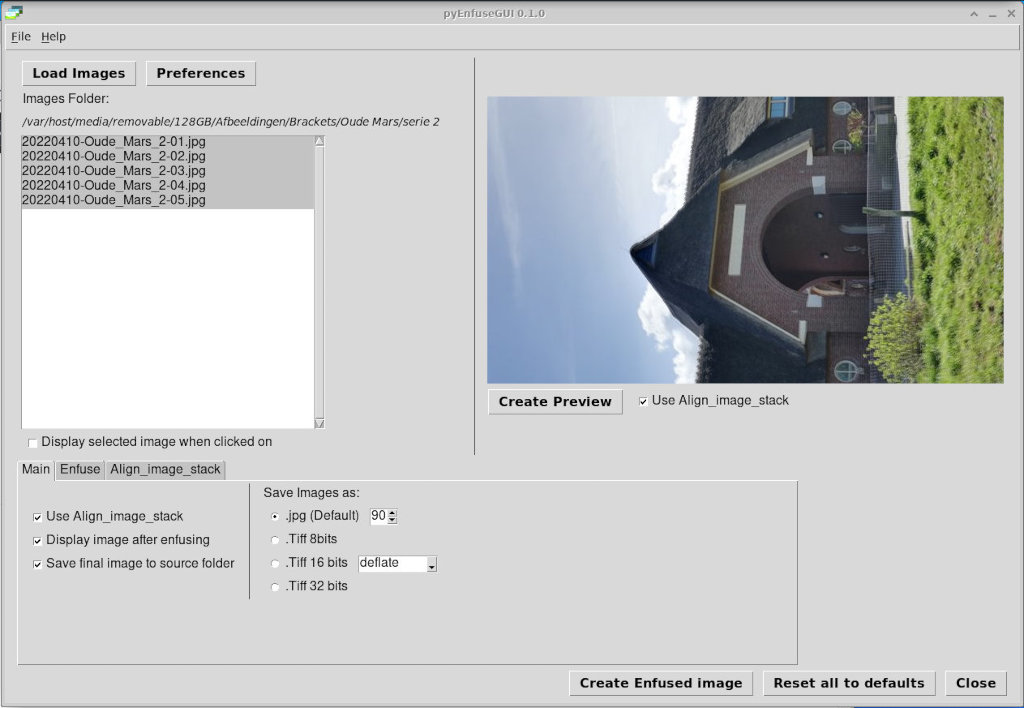 pyEnfuseGUI 0.1.0
File Help
Load Images Preferences
Images Folder:
/var/host/media/removable/128GB/Afbeeldingen/Brackets/Oude Mars/serie 2
20220410-Oude_Mars_2-01.jpg
20220410-Oude_Mars_2-02.jpg
20220410-Oude_Mars_2-03.jpg
20220410-Oude_Mars_2-04.jpg
20220410-Oude_Mars_2-05.jpg
Display selected image when clicked on
Create Preview Use Align_image_stack
Main Enfuse Align_image_stack
Use Align_image_stack
Display image after enfusing
Save final image to source folder
Save Images as:
.jpg (Default) 90
.Tiff 8bits
.Tiff 16 bits deflate
.Tiff 32 bits
Create Enfused image Reset all to defaults Close